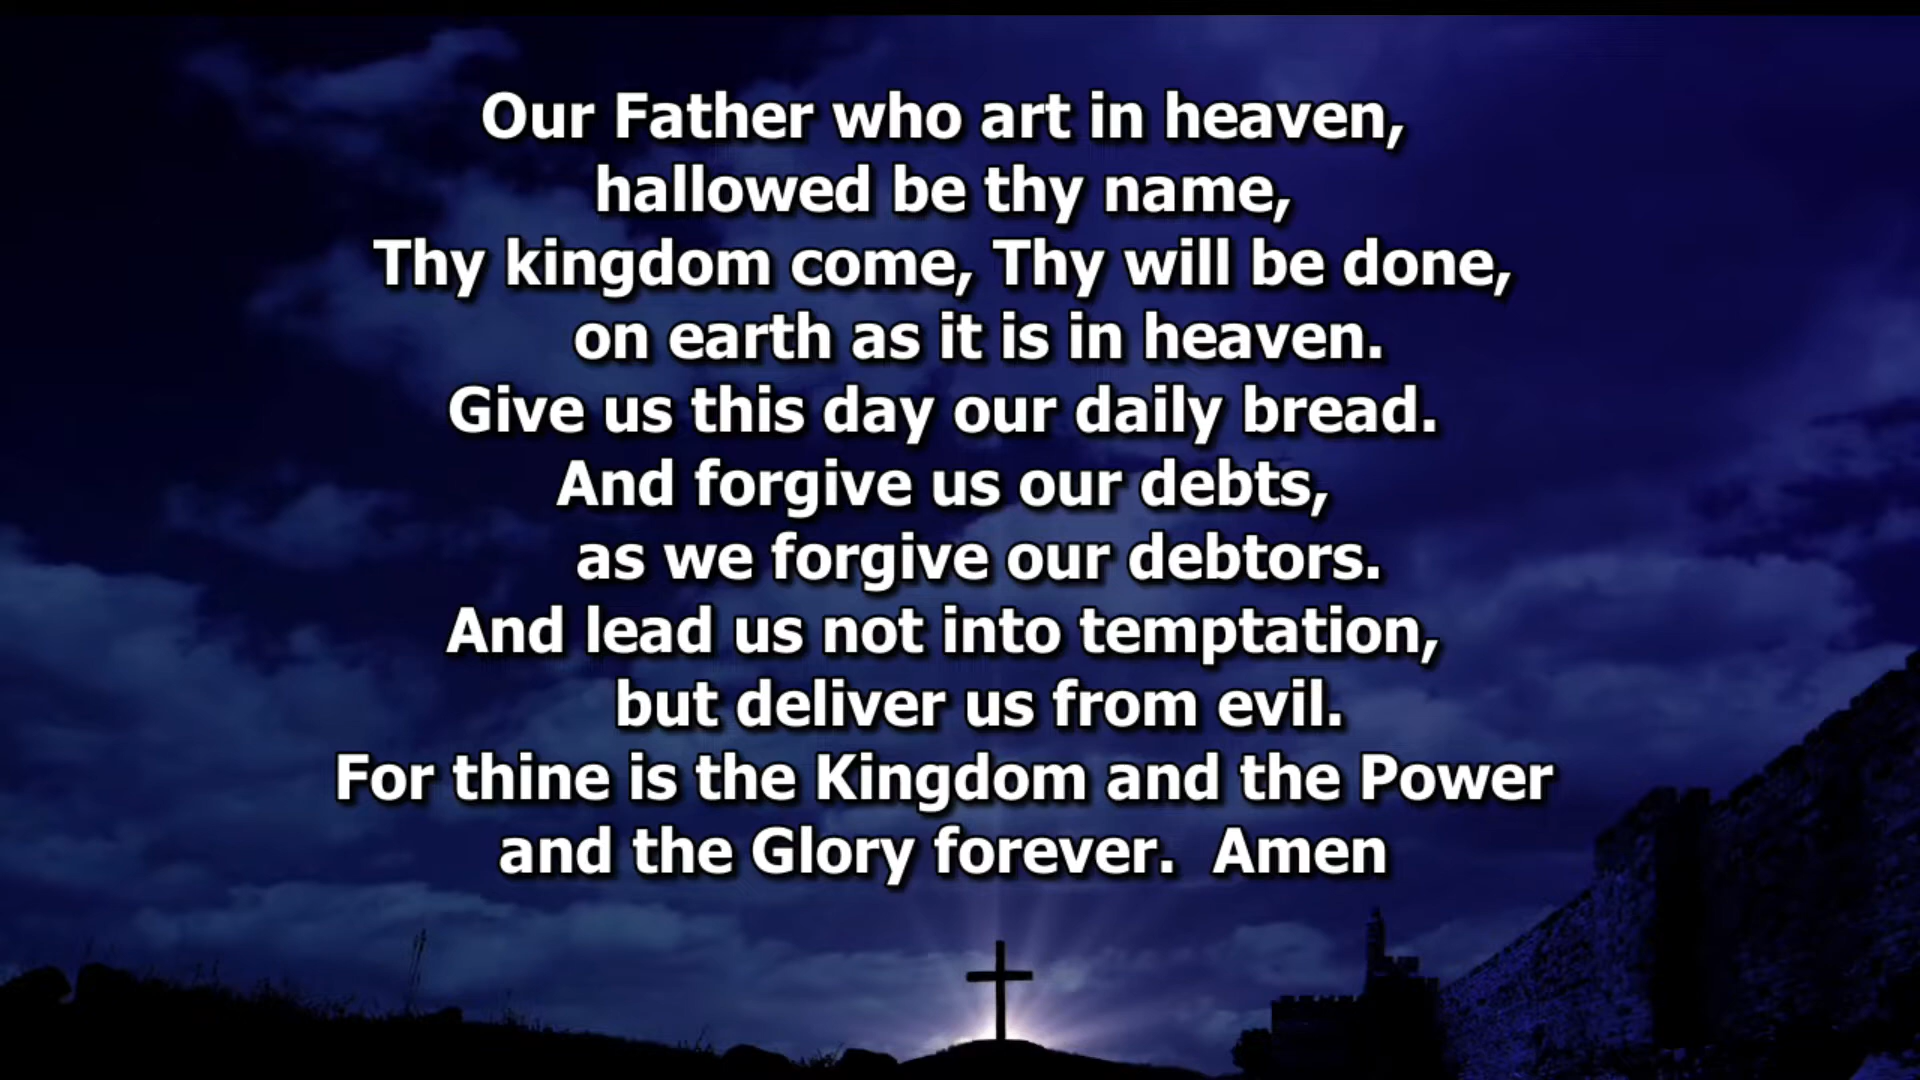 Our Father who art in heaven,
hallowed be thy name,
Thy kingdom come, Thy will be done,
on earth as it is in heaven.
Give us this day our daily bread.
And forgive us our debts,
as we forgive our debtors.
And lead us not into temptation,
but deliver us from evil.
For thine is the Kingdom and the Power
and the Glory forever.  Amen